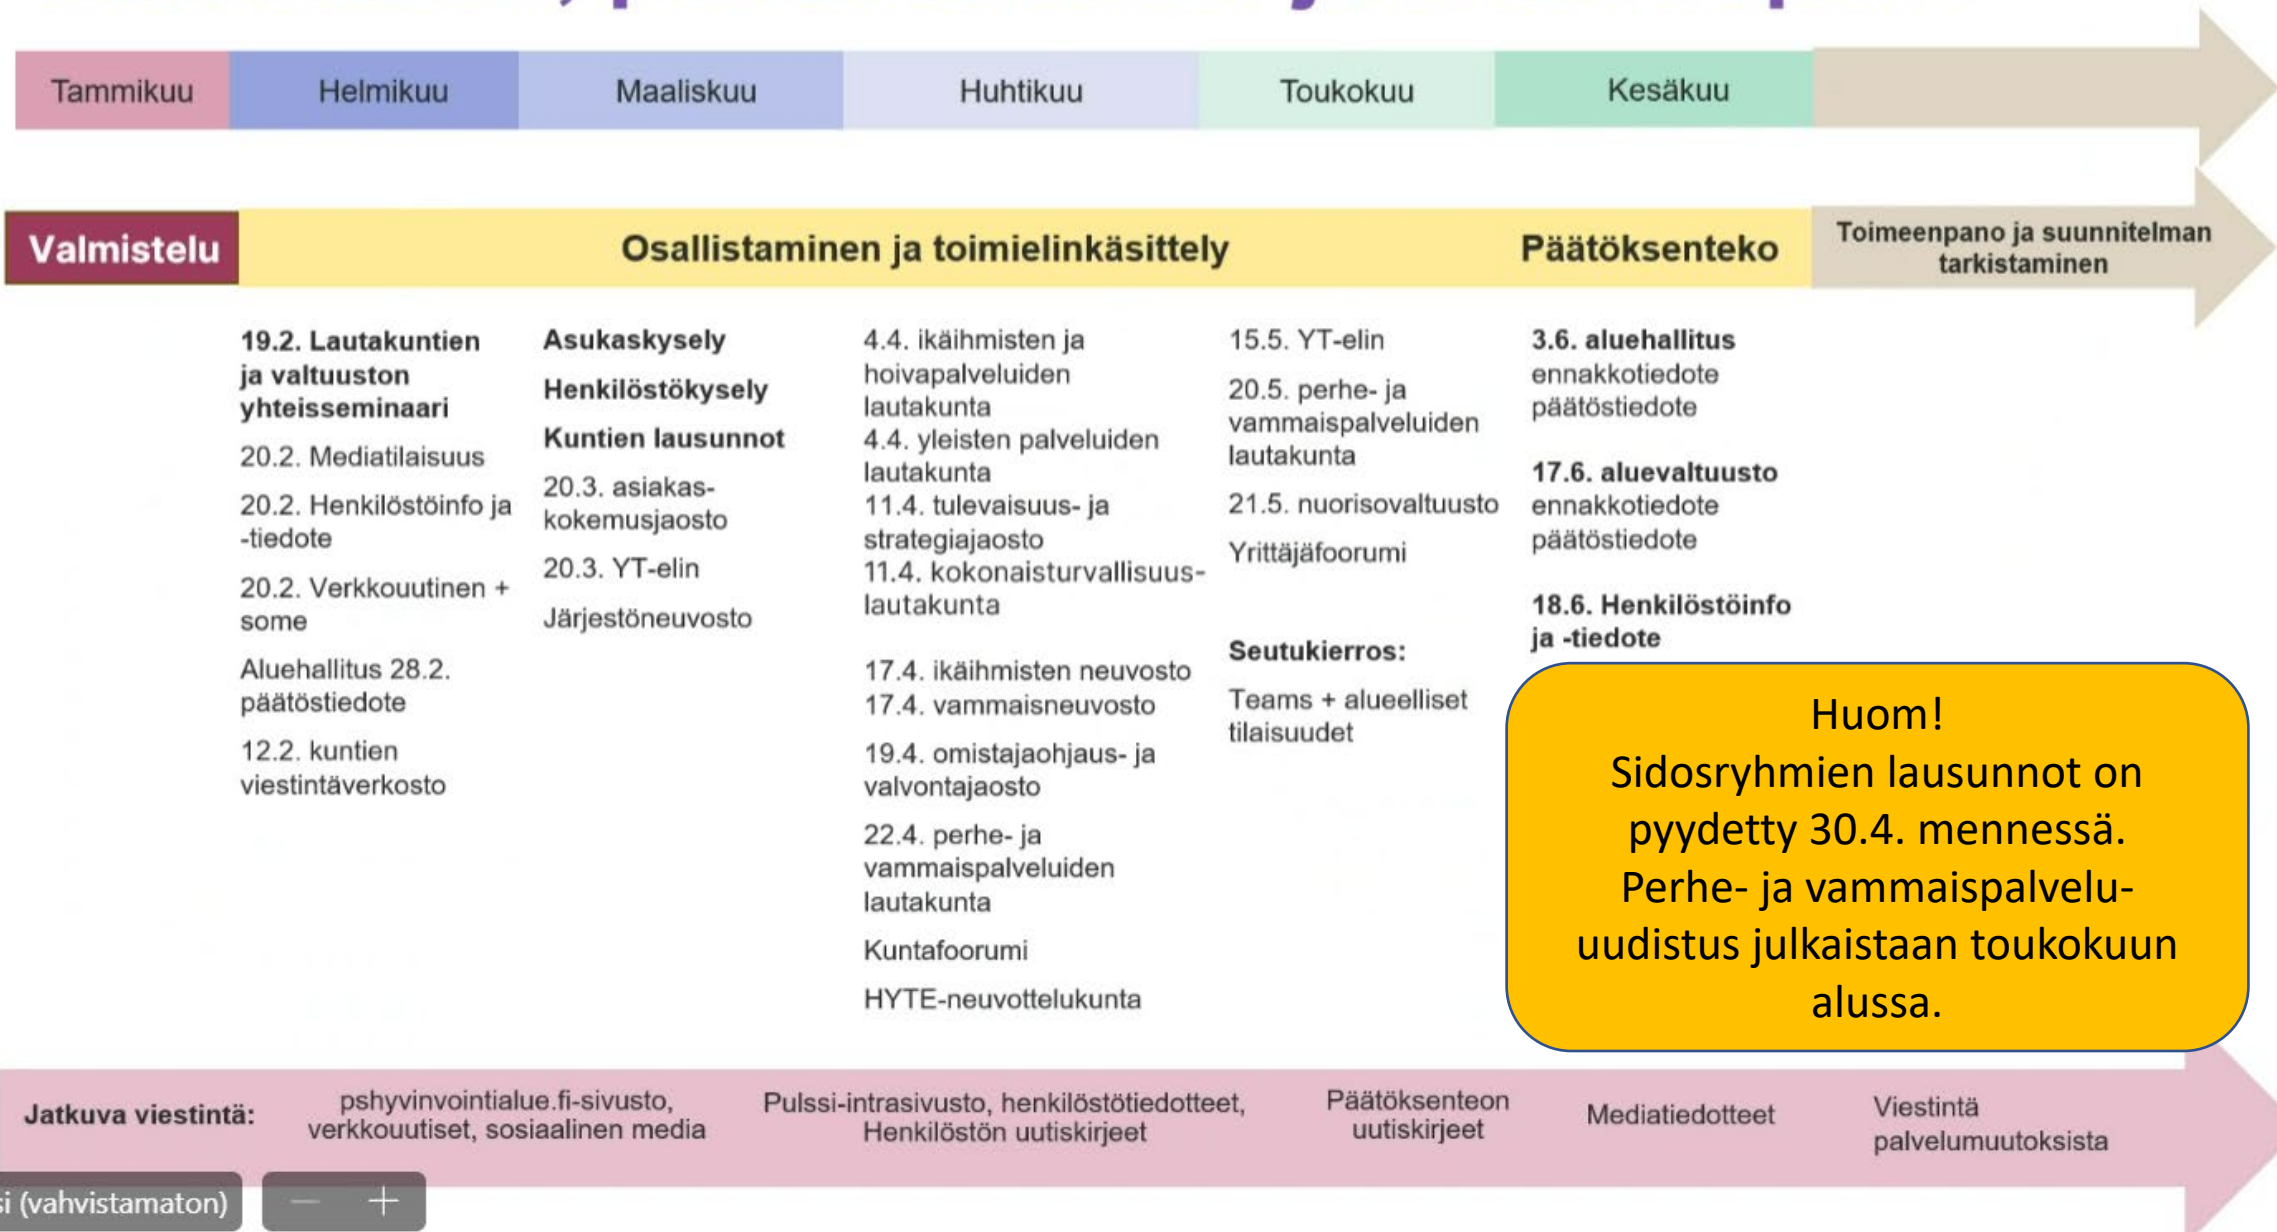 Tammikuu
Helmikuu
Maaliskuu
Huhtikuu
Toukokuu
Kesäkuu
Valmistelu
Osallistaminen ja toimielinkäsittely
Päätöksenteko
Toimeenpano ja suunnitelman
tarkistaminen
19.2. Lautakuntien
ja valtuuston
yhteisseminaari
20.2. Mediatilaisuus
20.2. Henkilöstöinfo ja
-tiedote
20.2. Verkkouutinen +
some
Aluehallitus 28.2.
päätöstiedote
12.2. kuntien
viestintäverkosto
Asukaskysely
Henkilöstökysely
Kuntien lausunnot
20.3. asiakas-
kokemusjaosto
20.3. YT-elin
Järjestöneuvosto
4.4. ikäihmisten ja
hoivapalveluiden
lautakunta
4.4. yleisten palveluiden
lautakunta
11.4. tulevaisuus- ja
strategiajaosto
11.4. kokonaisturvallisuus-
lautakunta
17.4. ikäihmisten neuvosto
17.4. vammaisneuvosto
19.4. omistajaohjaus- ja
valvontajaosto
22.4. perhe- ja
vammaispalveluiden
lautakunta
Kuntafoorumi
HYTE-neuvottelukunta
15.5. YT-elin
20.5. perhe- ja
vammaispalveluiden
lautakunta
21.5. nuorisovaltuusto
Yrittäjäfoorumi
Seutukierros:
Teams + alueelliset
tilaisuudet
3.6. aluehallitus
ennakkotiedote
päätöstiedote
17.6. aluevaltuusto
ennakkotiedote
päätöstiedote
18.6. Henkilöstöinfo
ja -tiedote
Huom!
Sidosryhmien lausunnot on
pyydetty 30.4. mennessä.
Perhe- ja vammaispalvelu-
uudistus julkaistaan toukokuun
alussa.
Jatkuva viestintä:
pshyvinvointialue.fi-sivusto,
verkkouutiset, sosiaalinen media
Pulssi-intrasivusto, henkilöstötiedotteet,
Henkilöstön uutiskirjeet
Päätöksenteon
uutiskirjeet
Mediatiedotteet
Viestintä
palvelumuutoksista
(vahvistamaton)